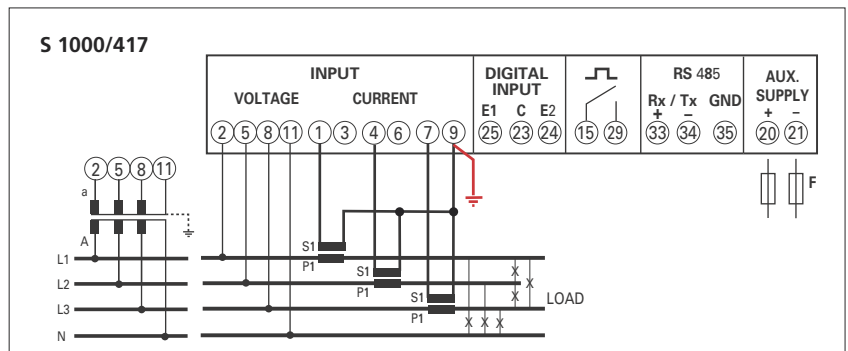 S 1000/417
INPUT
VOLTAGE CURRENT
2 5 8 11 1 3 4 6 7 9
DIGITAL
INPUT
E1 C E2
25 23 24
15 29
RS 485
Rx / Tx GND
+ −
33 34 35
AUX.
SUPPLY
+ −
20 21
F
2 5 8 11
a
A
L1
L2
L3
N
S1
P1
S1
P1
S1
P1
LOAD